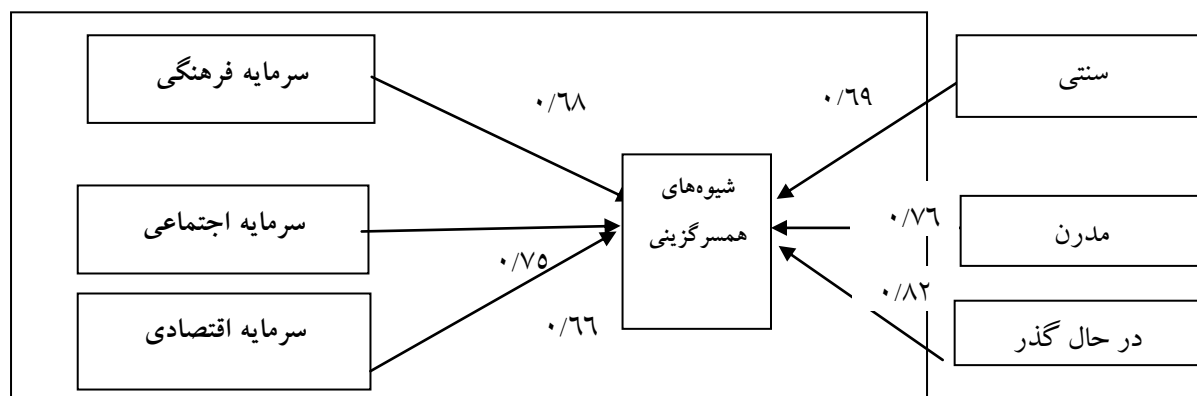 سرمایه فرهنگی
سنتی
۰/۶۸
۰/۶۹
شیوه‌های
همسرگزینی
سرمایه اجتماعی
مدرن
۰/۷۵
۰/۷۶
سرمایه اقتصادی
در حال گذر
۰/۶۶
۰/۸۲